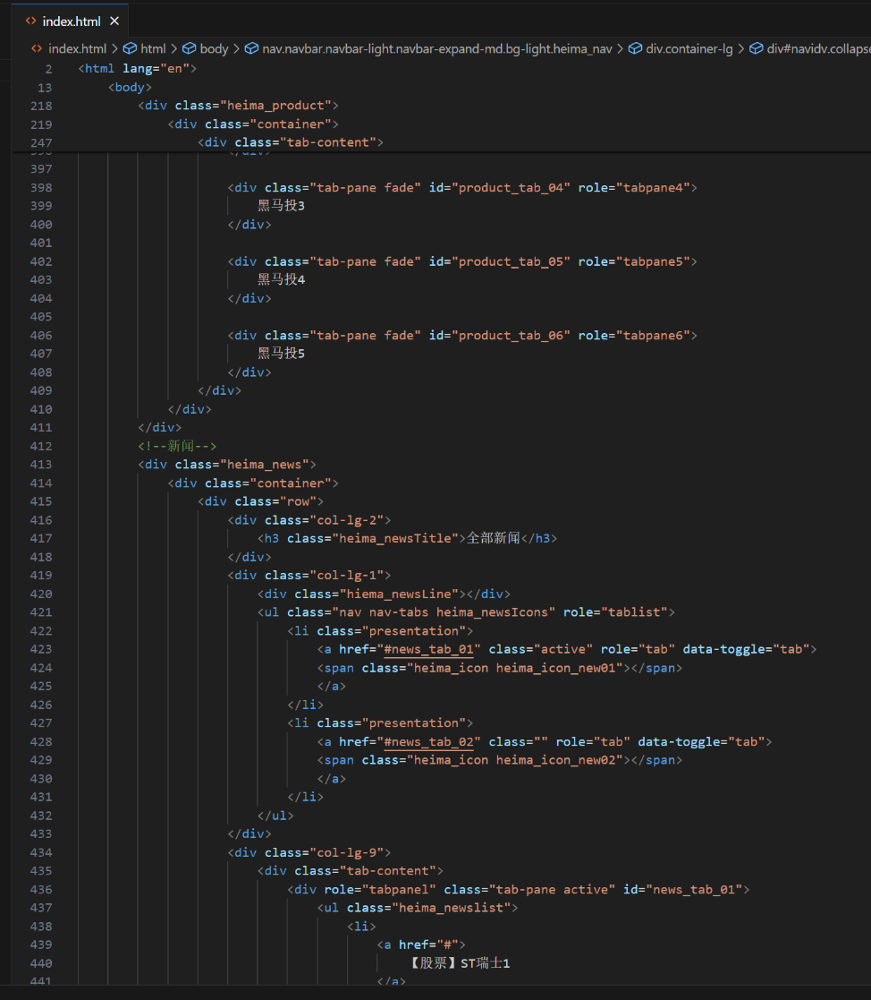 index.html
index.html > html > body > nav.navbar.navbar-light.navbar-expand-md.bg-light.heima_nav > div.container-lg > div#navidv.collapse
2 <html lang="en">
13 <body>
218 <div class="heima_product">
219 <div class="container">
247 <div class="tab-content">
396 </div>
397
398 <div class="tab-pane fade" id="product_tab_04" role="tabpane4">
399 黑马投3
400 </div>
401
402 <div class="tab-pane fade" id="product_tab_05" role="tabpane5">
403 黑马投4
404 </div>
405
406 <div class="tab-pane fade" id="product_tab_06" role="tabpane6">
407 黑马投5
408 </div>
409 </div>
410 </div>
411 </div>
412 <!--新闻-->
413 <div class="heima_news">
414 <div class="container">
415 <div class="row">
416 <div class="col-lg-2">
417 <h3 class="heima_newsTitle">全部新闻</h3>
418 </div>
419 <div class="col-lg-1">
420 <div class="hiema_newsLine"></div>
421 <ul class="nav nav-tabs heima_newsIcons" role="tablist">
422 <li class="presentation">
423 <a href="#news_tab_01" class="active" role="tab" data-toggle="tab">
424 <span class="heima_icon heima_icon_new01"></span>
425 </a>
426 </li>
427 <li class="presentation">
428 <a href="#news_tab_02" class="" role="tab" data-toggle="tab">
429 <span class="heima_icon heima_icon_new02"></span>
430 </a>
431 </li>
432 </ul>
433 </div>
434 <div class="col-lg-9">
435 <div class="tab-content">
436 <div role="tabpanel" class="tab-pane active" id="news_tab_01">
437 <ul class="heima_newslist">
438 <li>
439 <a href="#">
440 【股票】ST瑞士1
441 </a>